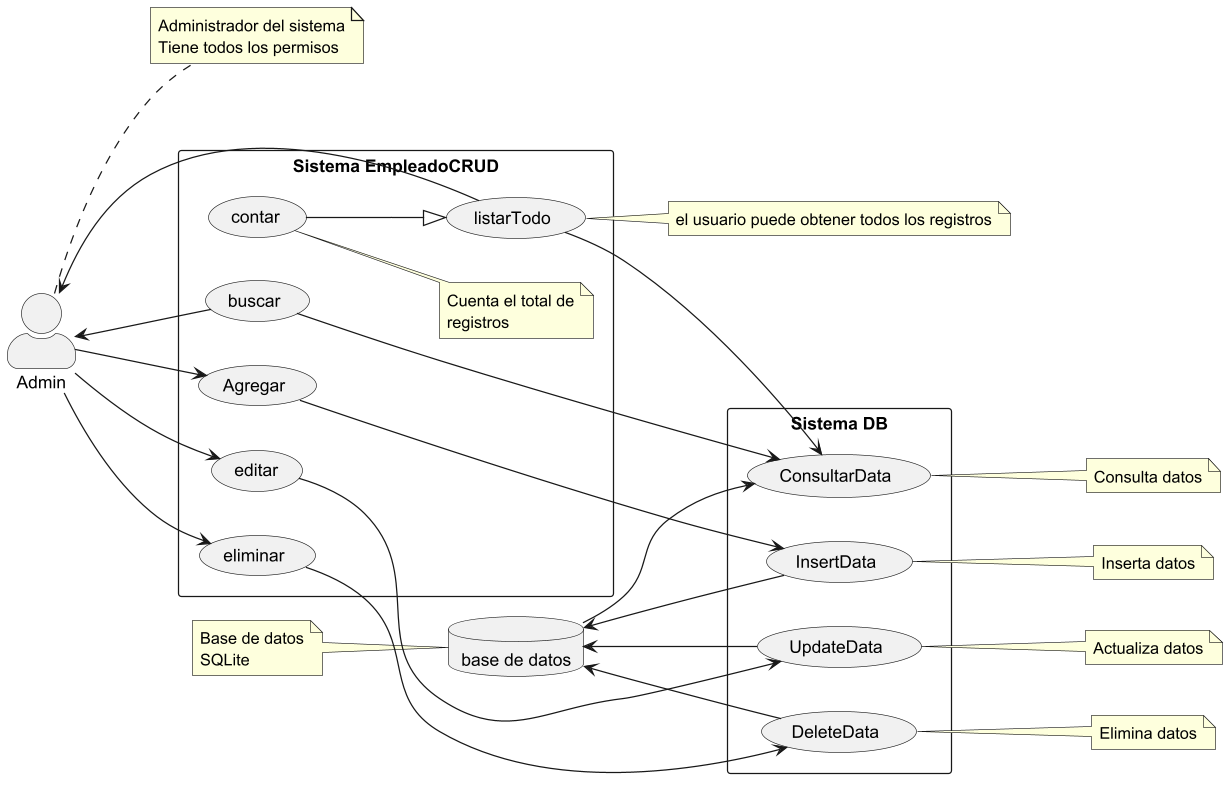 Administrador del sistema
Tiene todos los permisos
Sistema EmpleadoCRUD
contar
listarTodo
el usuario puede obtener todos los registros
buscar
Cuenta el total de
registros
Admin
Agregar
Sistema DB
editar
ConsultarData
Consulta datos
eliminar
InsertData
Inserta datos
Base de datos
SQLite
base de datos
UpdateData
Actualiza datos
DeleteData
Elimina datos